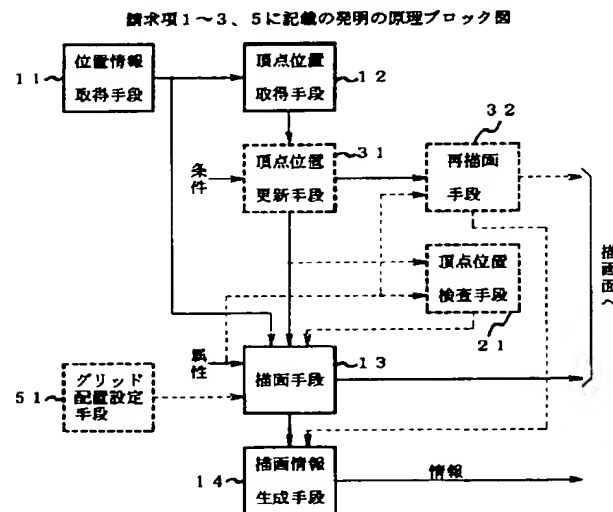 請求項1～3、5に記載の発明の原理ブロック図
11
位置情報
取得手段
頂点位置
取得手段
12
32
頂点位置
更新手段
31
条件
再描画
手段
描画面へ
頂点位置
検査手段
21
属性
描画手段
13
51
グリッド
配置設定
手段
14
描画情報
生成手段
情報